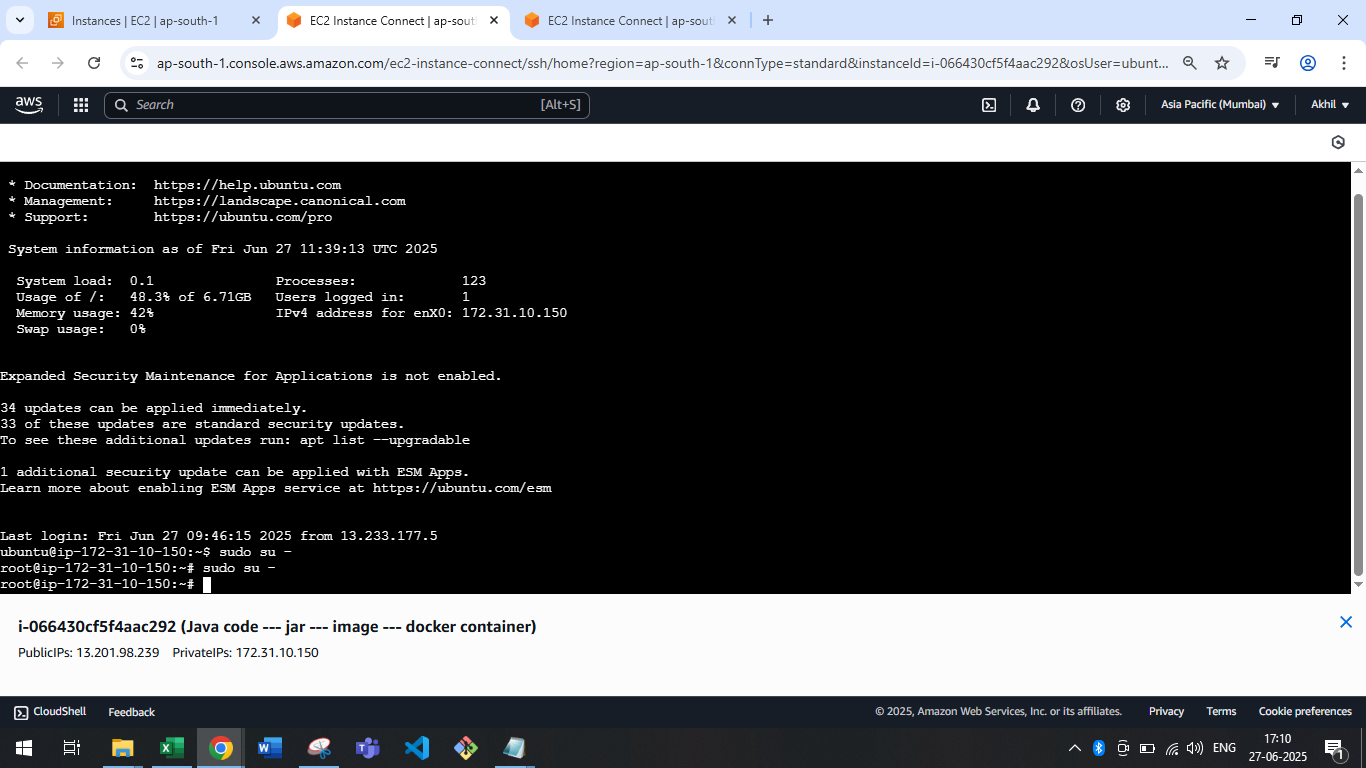 Instances | EC2 | ap-south-1
EC2 Instance Connect | ap-sout
EC2 Instance Connect | ap-sout
ap-south-1.console.aws.amazon.com/ec2-instance-connect/ssh/home?region=ap-south-1&connType=standard&instanceId=i-066430cf5f4aac292&osUser=ubunt...
aws
Search
[Alt+S]
Asia Pacific (Mumbai)
Akhil
* Documentation: https://help.ubuntu.com
* Management: https://landscape.canonical.com
* Support: https://ubuntu.com/pro
System information as of Fri Jun 27 11:39:13 UTC 2025
System load: 0.1 Processes: 123
Usage of /: 48.3% of 6.71GB Users logged in: 1
Memory usage: 42% IPv4 address for enX0: 172.31.10.150
Swap usage: 0%
Expanded Security Maintenance for Applications is not enabled.
34 updates can be applied immediately.
33 of these updates are standard security updates.
To see these additional updates run: apt list --upgradable
1 additional security update can be applied with ESM Apps.
Learn more about enabling ESM Apps service at https://ubuntu.com/esm
Last login: Fri Jun 27 09:46:15 2025 from 13.233.177.5
ubuntu@ip-172-31-10-150:~$ sudo su -
root@ip-172-31-10-150:~# sudo su -
root@ip-172-31-10-150:~#
i-066430cf5f4aac292 (Java code --- jar --- image --- docker container)
PublicIPs: 13.201.98.239 PrivateIPs: 172.31.10.150
CloudShell
Feedback
© 2025, Amazon Web Services, Inc. or its affiliates.
Privacy
Terms
Cookie preferences
ENG
17:10
27-06-2025
1